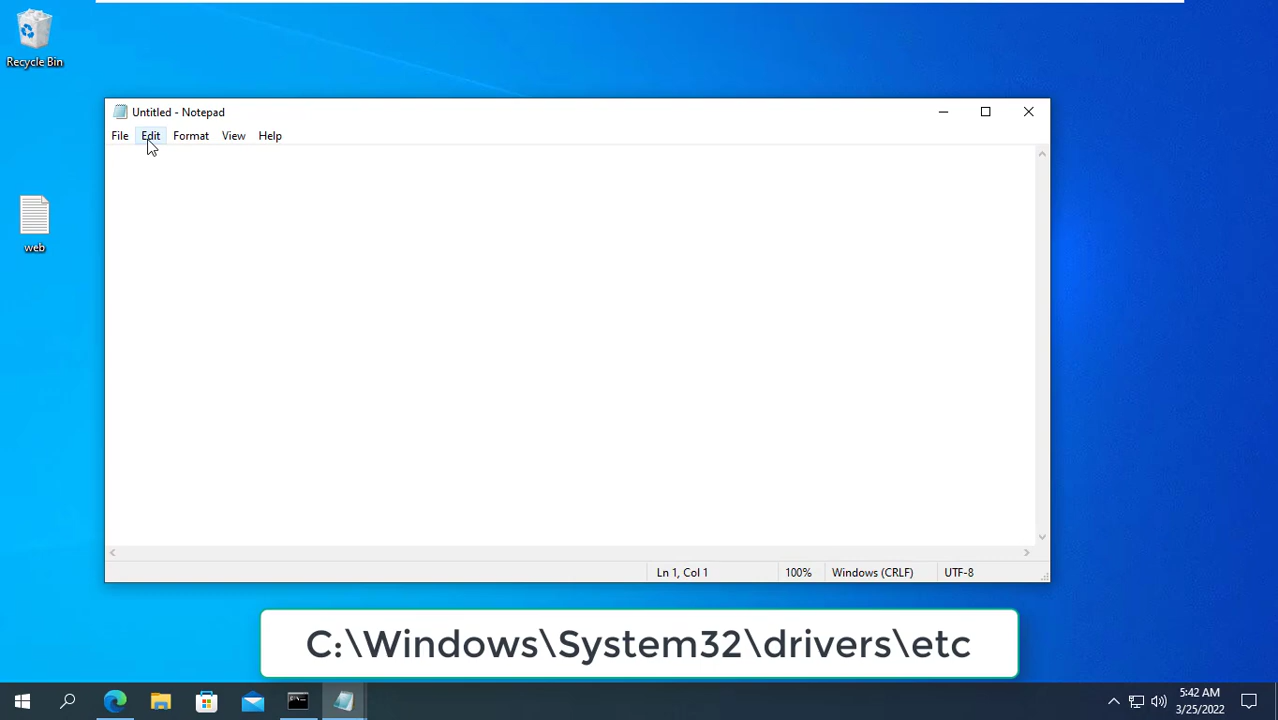 Recycle Bin
Untitled - Notepad
File Edit Format View Help
web
Ln 1, Col 1 100% Windows (CRLF) UTF-8
C:\Windows\System32\drivers\etc
5:42 AM
3/25/2022